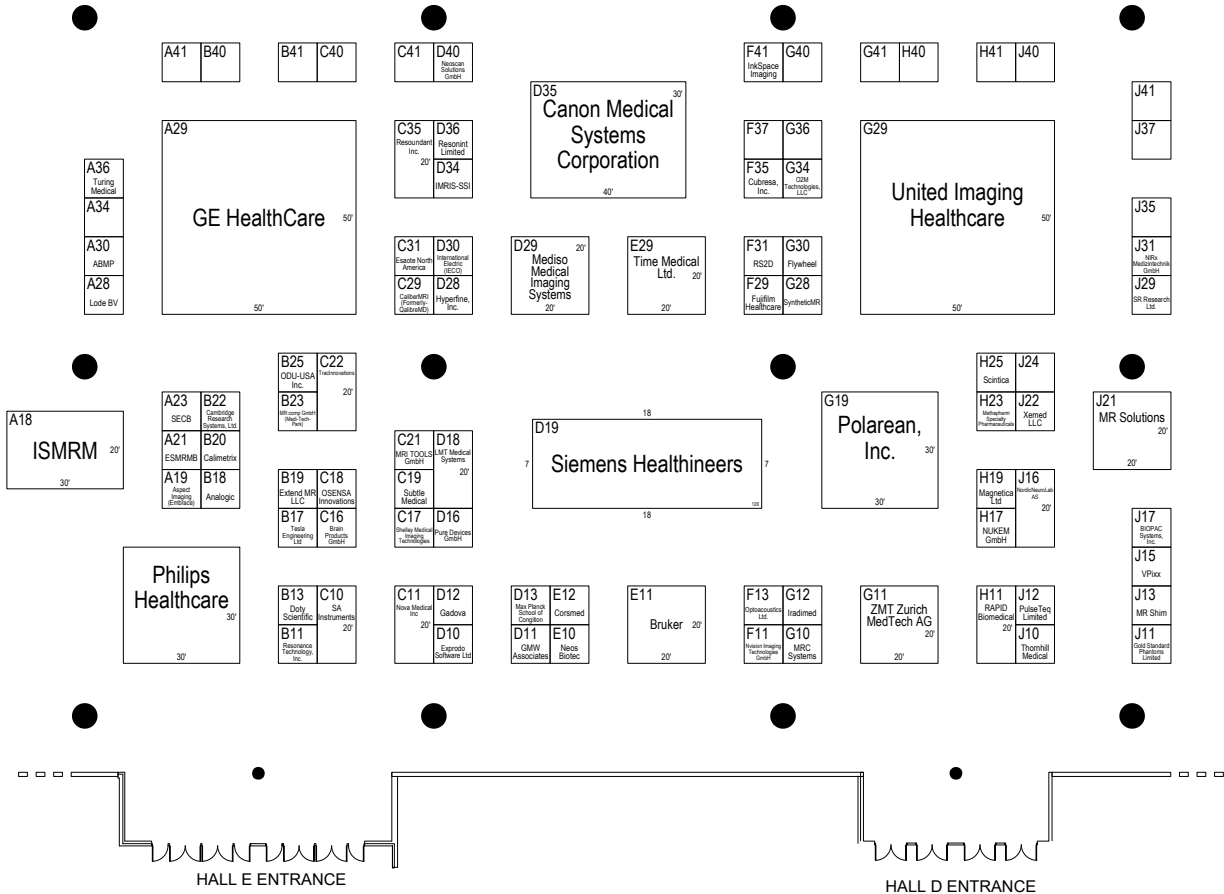 A41
B40
B41
C40
C41
D40
Neoscan
Solutions
GmbH
F41
InkSpace
Imaging
G40
G41
H40
H41
J40
D35
30'
Canon Medical
Systems
Corporation
40'
J41
J37
A29
GE HealthCare
50'
50'
C35
Resoundant
Inc.
20'
D36
Resonint
Limited
D34
IMRIS-SSI
F37
G36
F35
Cubresa,
Inc.
G34
O2M
Technologies,
LLC
G29
United Imaging
Healthcare
50'
50'
A36
Turing
Medical
A34
A30
ABMP
A28
Lode BV
J35
J31
NIRx
Medizintechnik
GmbH
J29
SR Research
Ltd.
C31
Esaote North
America
D30
International
Electric
(IECO)
C29
CaliberMRI
(Formerly-
QalibreMD)
D28
Hyperfine,
Inc.
D29
20'
Mediso
Medical
Imaging
Systems
20'
E29
Time Medical
Ltd.
20'
20'
F31
RS2D
G30
Flywheel
F29
Fujifilm
Healthcare
G28
SyntheticMR
B25
ODU-USA
Inc.
C22
TracInnovations
20'
B23
MR:comp GmbH
(Medi-Tech-
Park)
H25
Scintica
J24
H23
Methapharm
Specialty
Pharmaceuticals
J22
Xemed
LLC
A18
ISMRM
20'
30'
A23
SECB
B22
Cambridge
Research
Systems, Ltd.
A21
ESMRMB
B20
Calimetrix
A19
Aspect
Imaging
(Embrace)
B18
Analogic
G19
Polarean,
Inc.
30'
30'
J21
MR Solutions
20'
20'
18
D19
7
Siemens Healthineers
7
126
18
C21
MRI TOOLS
GmbH
D18
LMT Medical
Systems
20'
C19
Subtle
Medical
C17
Shelley Medical
Imaging
Technologies
D16
Pure Devices
GmbH
B19
Extend MR
LLC
C18
OSENSA
Innovations
B17
Tesla
Engineering
Ltd
C16
Brain
Products
GmbH
H19
Magnetica
Ltd
J16
NordicNeuroLab
AS
20'
H17
NUKEM
GmbH
J17
BIOPAC
Systems,
Inc.
J15
VPixx
J13
MR Shim
J11
Gold Standard
Phantoms
Limited
Philips
Healthcare
30'
30'
B13
Doty
Scientific
C10
SA
Instruments
20'
B11
Resonance
Technology,
Inc.
C11
Nova Medical
Inc
20'
D12
Gadova
D10
Exprodo
Software Ltd
D13
Max Planck
School of
Congition
E12
Corsmed
D11
GMW
Associates
E10
Neos
Biotec
E11
Bruker
20'
20'
F13
Optoacoustics
Ltd.
G12
Iradimed
F11
Nvision Imaging
Technologies
GmbH
G10
MRC
Systems
G11
ZMT Zurich
MedTech AG
20'
20'
H11
RAPID
Biomedical
20'
J12
PulseTeq
Limited
J10
Thornhill
Medical
HALL E ENTRANCE
HALL D ENTRANCE